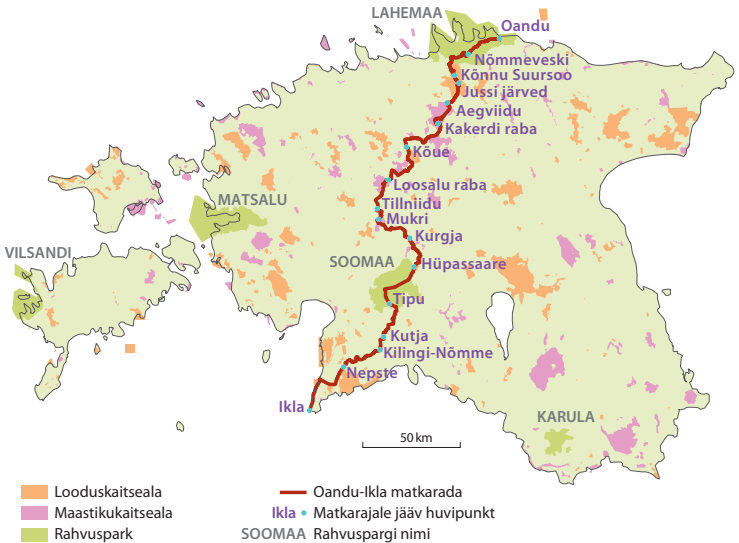 LAHEMAA
Oandu
Nõmmeveski
Kõnnu Suursoo
Jussi järved
Aegviidu
Kakerdi raba
Kõue
Loosalu raba
MATSALU
Tillniidu
Mukri
Kurgja
VILSANDI
SOOMAA
Hüpassaare
Tipu
Kutja
Kilingi-Nõmme
Nepste
Ikla
KARULA
50 km
Looduskaitseala
Maastikukaitseala
Rahvuspark
Oandu-Ikla matkarada
Ikla Matkarajale jääv huvipunkt
SOOMAA Rahvuspargi nimi